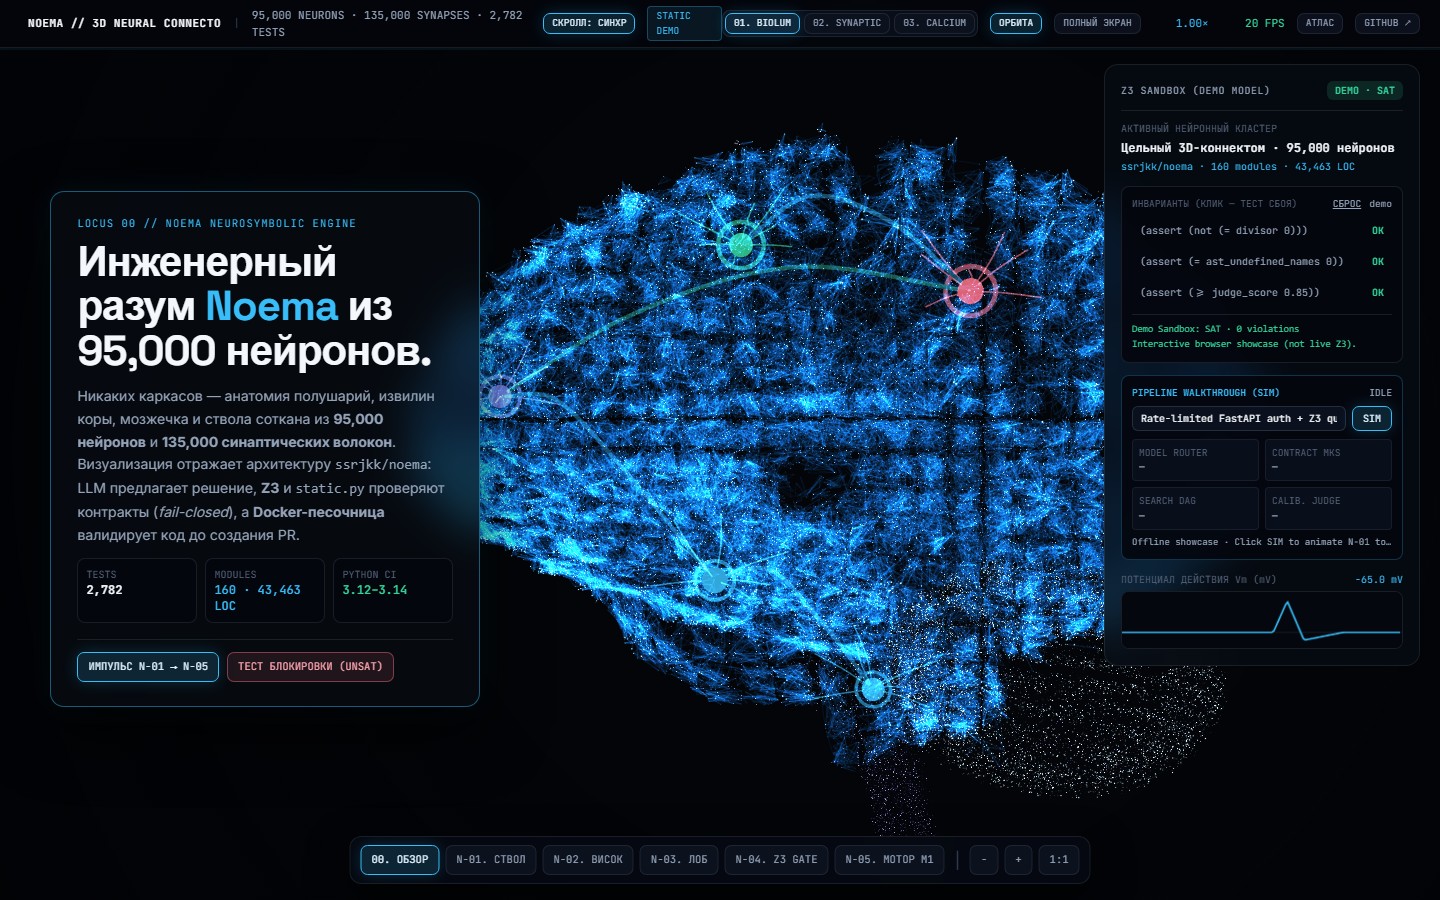 NOEMA // 3D NEURAL CONNECTO
95,000 NEURONS · 135,000 SYNAPSES · 2,782
TESTS
СКРОЛЛ: СИНХР
STATIC
DEMO
01. BIOLUM
02. SYNAPTIC
03. CALCIUM
ОРБИТА
ПОЛНЫЙ ЭКРАН
1.00×
20 FPS
АТЛАС
GITHUB ↗
LOCUS 00 // NOEMA NEUROSYMBOLIC ENGINE
Инженерный
разум Noema из
95,000 нейронов.
Никаких каркасов — анатомия полушарий, извилин
коры, мозжечка и ствола соткана из 95,000
нейронов и 135,000 синаптических волокон.
Визуализация отражает архитектуру ssrjkk/noema:
LLM предлагает решение, Z3 и static.py проверяют
контракты (fail-closed), а Docker-песочница
валидирует код до создания PR.
TESTS
2,782
MODULES
160 · 43,463
LOC
PYTHON CI
3.12–3.14
ИМПУЛЬС N-01 → N-05
ТЕСТ БЛОКИРОВКИ (UNSAT)
Z3 SANDBOX (DEMO MODEL)
DEMO · SAT
АКТИВНЫЙ НЕЙРОННЫЙ КЛАСТЕР
Цельный 3D-коннектом · 95,000 нейронов
ssrjkk/noema · 160 modules · 43,463 LOC
ИНВАРИАНТЫ (КЛИК — ТЕСТ СБОЯ)
СБРОС
demo
(assert (not (= divisor 0)))
OK
(assert (= ast_undefined_names 0))
OK
(assert (⩾ judge_score 0.85))
OK
Demo Sandbox: SAT · 0 violations
Interactive browser showcase (not live Z3).
PIPELINE WALKTHROUGH (SIM)
IDLE
Rate-limited FastAPI auth + Z3 qu
SIM
MODEL ROUTER
—
CONTRACT MKS
—
SEARCH DAG
—
CALIB. JUDGE
—
Offline showcase · Click SIM to animate N-01 to…
ПОТЕНЦИАЛ ДЕЙСТВИЯ Vm (mV)
-65.0 mV
00. ОБЗОР
N-01. СТВОЛ
N-02. ВИСОК
N-03. ЛОБ
N-04. Z3 GATE
N-05. МОТОР M1
-
+
1:1